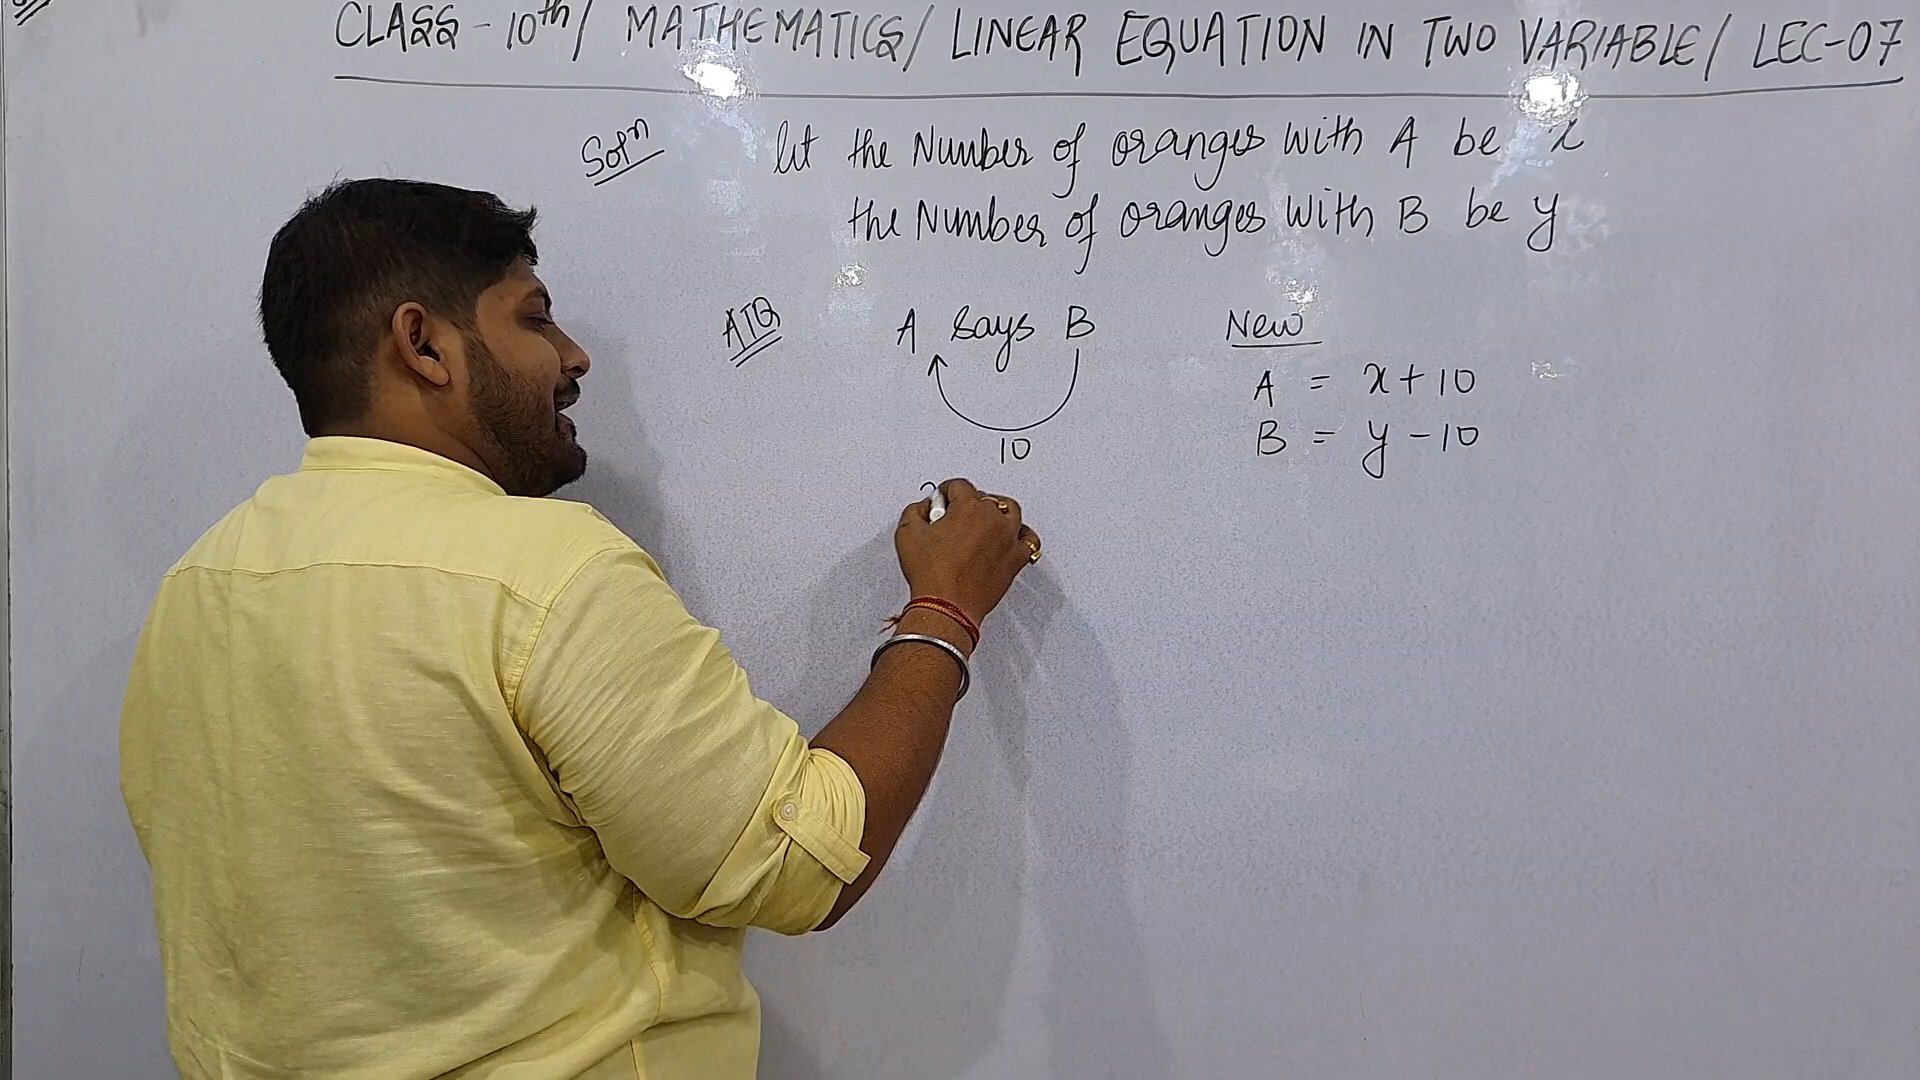 CLASS - 10th / MATHEMATICS / LINEAR EQUATION IN TWO VARIABLE / LEC-07
Solⁿ let the Number of oranges with A be x
the Number of oranges with B be y
ATQ A says B New
A = x + 10
10 B = y - 10